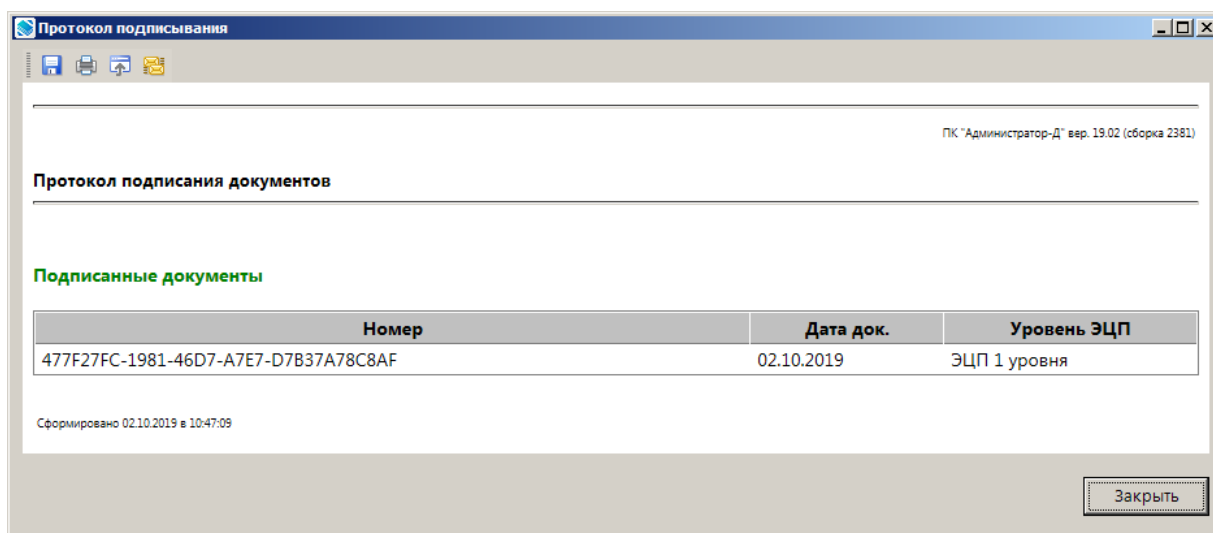 Протокол подписывания
ПК "Администратор-Д" вер. 19.02 (сборка 2381)
Протокол подписания документов
Подписанные документы
Номер Дата док. Уровень ЭЦП
477F27FC-1981-46D7-A7E7-D7B37A78C8AF 02.10.2019 ЭЦП 1 уровня
Сформировано 02.10.2019 в 10:47:09
Закрыть